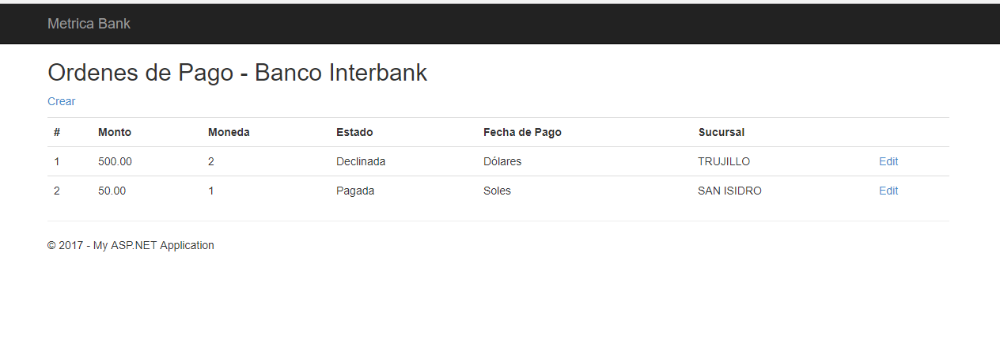 Metrica Bank
Ordenes de Pago - Banco Interbank
Crear
# Monto Moneda Estado Fecha de Pago Sucursal
1 500.00 2 Declinada Dólares TRUJILLO Edit
2 50.00 1 Pagada Soles SAN ISIDRO Edit
© 2017 - My ASP.NET Application